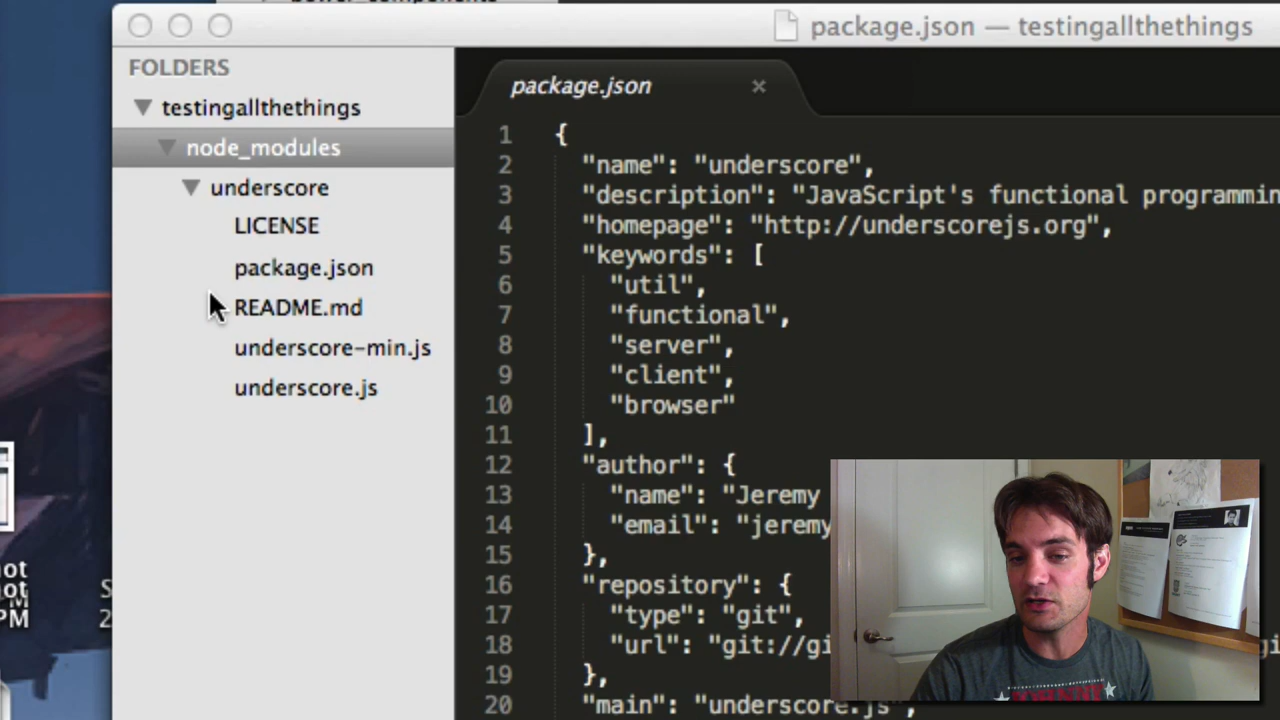 package.json — testingallthethings
FOLDERS
testingallthethings
node_modules
underscore
LICENSE
package.json
README.md
underscore-min.js
underscore.js
package.json ×
1 {
2 "name": "underscore",
3 "description": "JavaScript's functional programmin
4 "homepage": "http://underscorejs.org",
5 "keywords": [
6 "util",
7 "functional",
8 "server",
9 "client",
10 "browser"
11 ],
12 "author": {
13 "name": "Jeremy
14 "email": "jeremy
15 },
16 "repository": {
17 "type": "git",
18 "url": "git://gi
19 },
20 "main": "underscore.js",